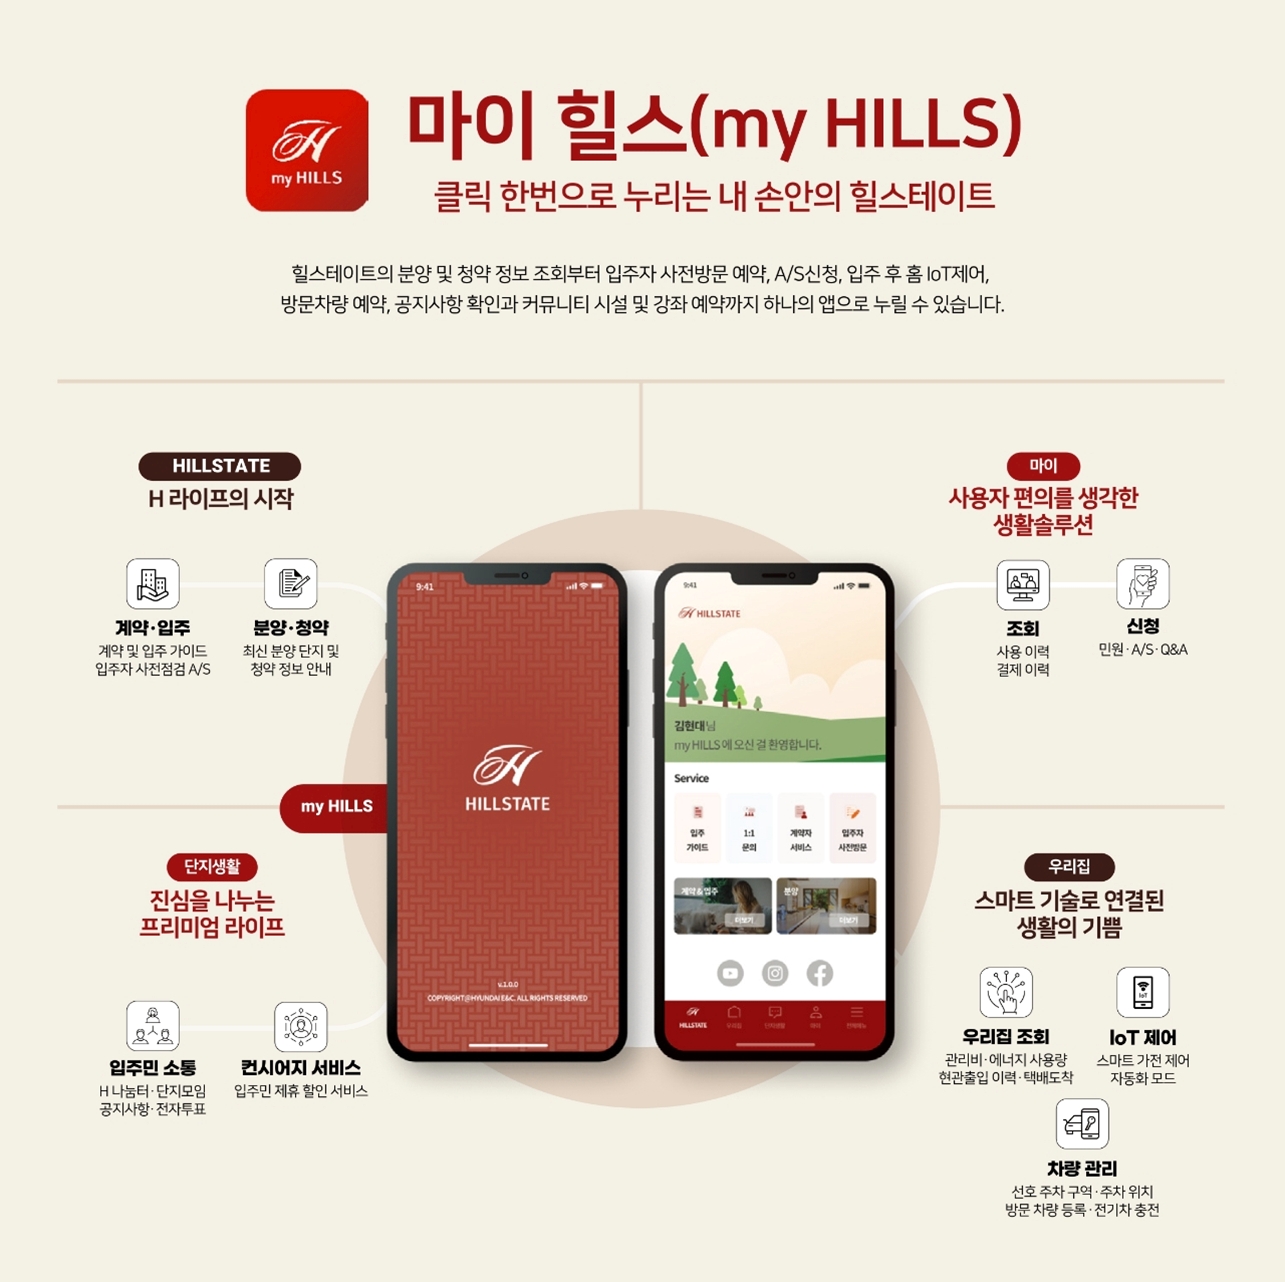 my HILLS
마이 힐스(my HILLS)
클릭 한번으로 누리는 내 손안의 힐스테이트
힐스테이트의 분양 및 청약 정보 조회부터 입주자 사전방문 예약, A/S신청, 입주 후 홈 IoT제어,
방문차량 예약, 공지사항 확인과 커뮤니티 시설 및 강좌 예약까지 하나의 앱으로 누릴 수 있습니다.
HILLSTATE
H 라이프의 시작
계약·입주
계약 및 입주 가이드
입주자 사전점검 A/S
분양·청약
최신 분양 단지 및
청약 정보 안내
마이
사용자 편의를 생각한
생활솔루션
조회
사용 이력
결제 이력
신청
민원·A/S·Q&A
9:41
HILLSTATE
v.1.0.0
COPYRIGHT@HYUNDAI E&C. ALL RIGHTS RESERVED
9:41
HILLSTATE
김현대님
my HILLS에 오신 걸 환영합니다.
Service
입주
가이드
1:1
문의
계약자
서비스
입주자
사전방문
계약 & 입주
더보기
분양
더보기
HILLSTATE
우리집
단지생활
마이
전체메뉴
my HILLS
단지생활
진심을 나누는
프리미엄 라이프
입주민 소통
H 나눔터·단지모임
공지사항·전자투표
컨시어지 서비스
입주민 제휴 할인 서비스
우리집
스마트 기술로 연결된
생활의 기쁨
우리집 조회
관리비·에너지 사용량
현관출입 이력·택배도착
IoT
IoT 제어
스마트 가전 제어
자동화 모드
차량 관리
선호 주차 구역·주차 위치
방문 차량 등록·전기차 충전